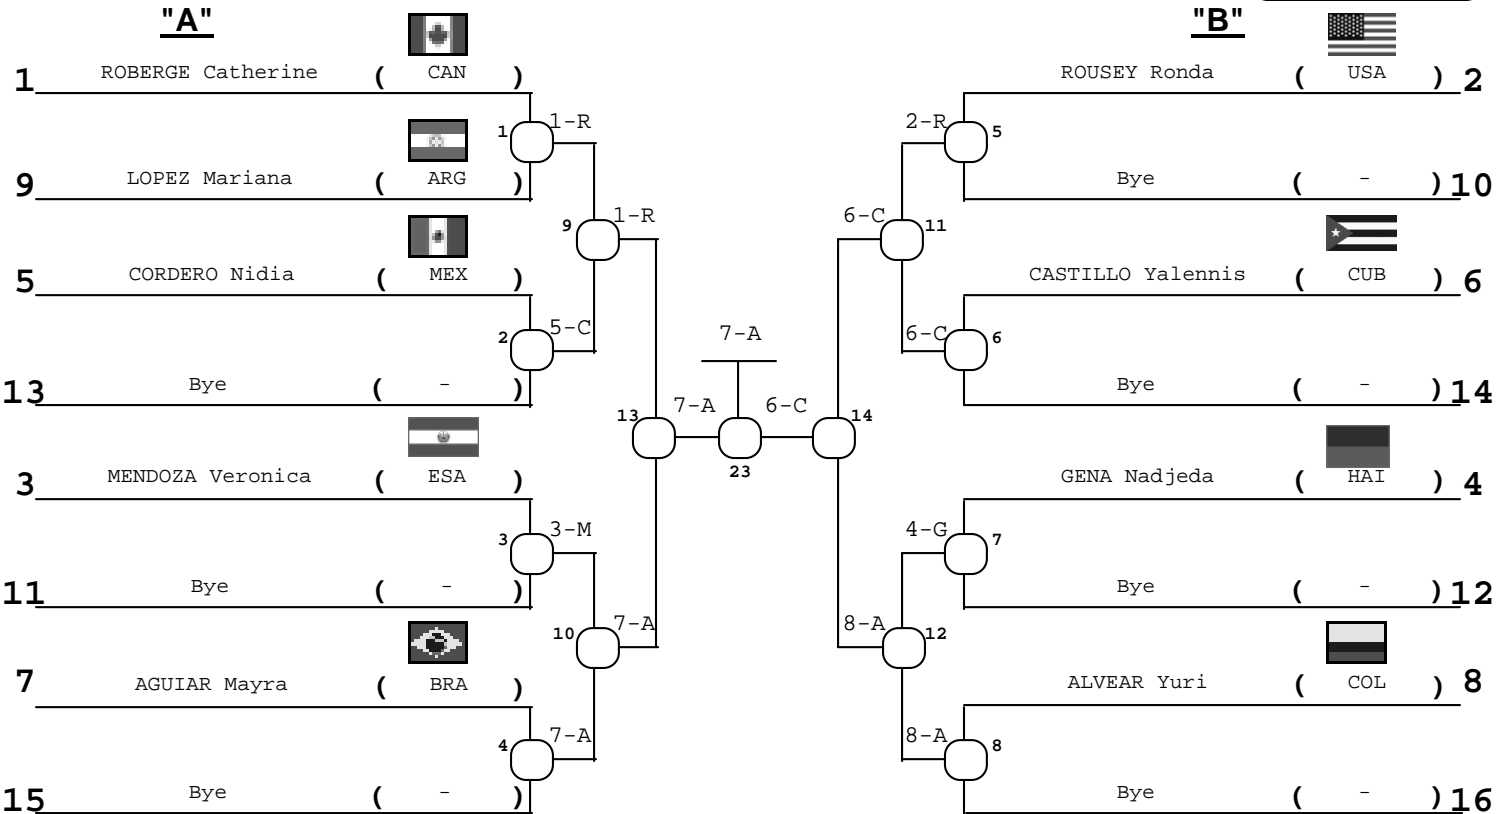 "A"
"B"
1 ROBERGE Catherine ( CAN )
ROUSEY Ronda ( USA ) 2
1 1-R
2-R 5
9 LOPEZ Mariana ( ARG )
Bye ( - ) 10
9 1-R
6-C 11
5 CORDERO Nidia ( MEX )
CASTILLO Yalennis ( CUB ) 6
2 5-C
7-A
6-C 6
13 Bye ( - )
Bye ( - ) 14
13 7-A 6-C 14
23
3 MENDOZA Veronica ( ESA )
GENA Nadjeda ( HAI ) 4
3 3-M
4-G 7
11 Bye ( - )
Bye ( - ) 12
10 7-A
8-A 12
7 AGUIAR Mayra ( BRA )
ALVEAR Yuri ( COL ) 8
4 7-A
8-A 8
15 Bye ( - )
Bye ( - ) 16